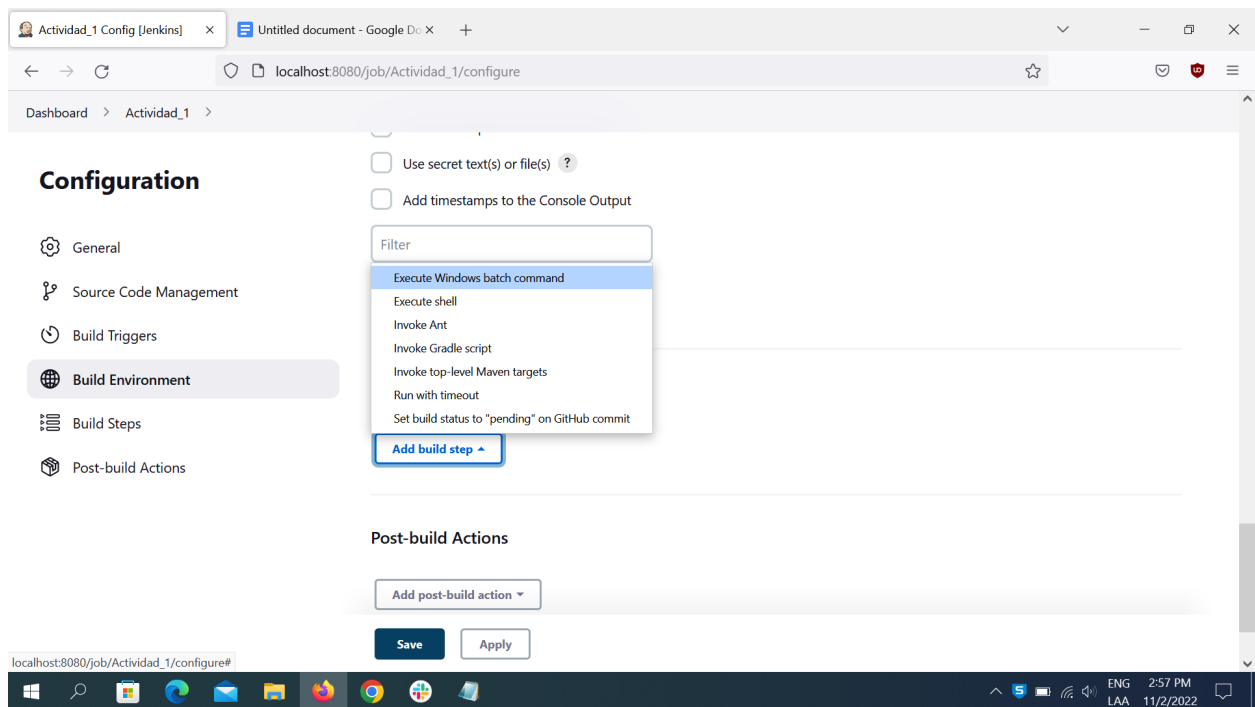 Actividad_1 Config [Jenkins]
Untitled document - Google Do
localhost:8080/job/Actividad_1/configure
Dashboard > Actividad_1 >
Configuration
General
Source Code Management
Build Triggers
Build Environment
Build Steps
Post-build Actions
Use secret text(s) or file(s) ?
Add timestamps to the Console Output
Filter
Execute Windows batch command
Execute shell
Invoke Ant
Invoke Gradle script
Invoke top-level Maven targets
Run with timeout
Set build status to "pending" on GitHub commit
Add build step
Post-build Actions
Add post-build action
Save
Apply
localhost:8080/job/Actividad_1/configure#
S
ENG
LAA
2:57 PM
11/2/2022